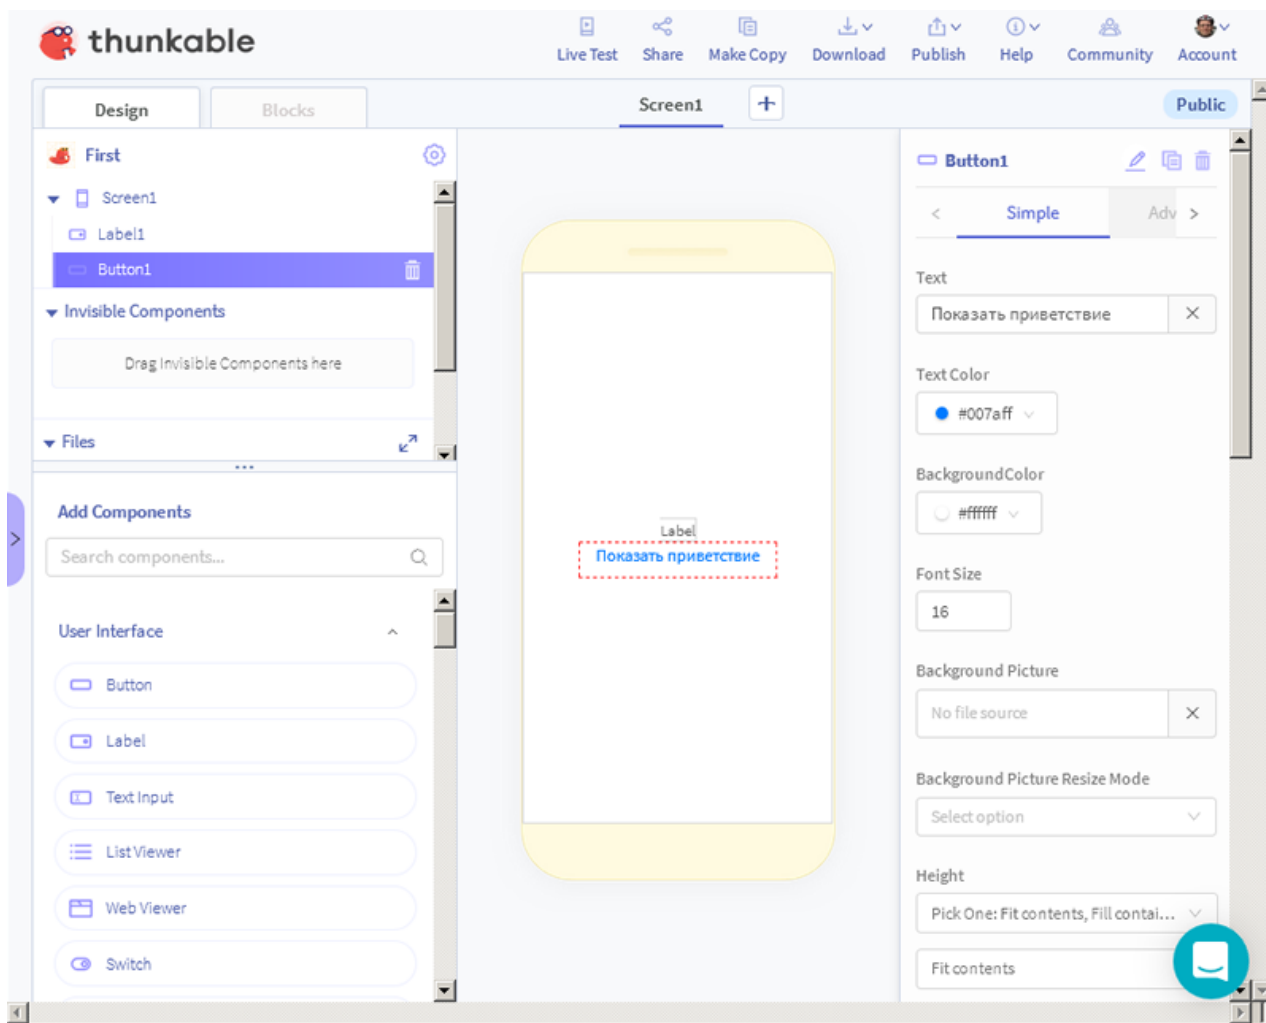 thunkable
Live Test
Share
Make Copy
Download
Publish
Help
Community
Account
Design
Blocks
Screen1
+
Public
First
Screen1
Label1
Button1
Invisible Components
Drag Invisible Components here
Files
Add Components
Search components...
User Interface
Button
Label
Text Input
List Viewer
Web Viewer
Switch
Label
Показать приветствие
Button1
Simple
Adv
Text
Показать приветствие
Text Color
#007aff
BackgroundColor
#ffffff
Font Size
16
Background Picture
No file source
Background Picture Resize Mode
Select option
Height
Pick One: Fit contents, Fill contai...
Fit contents